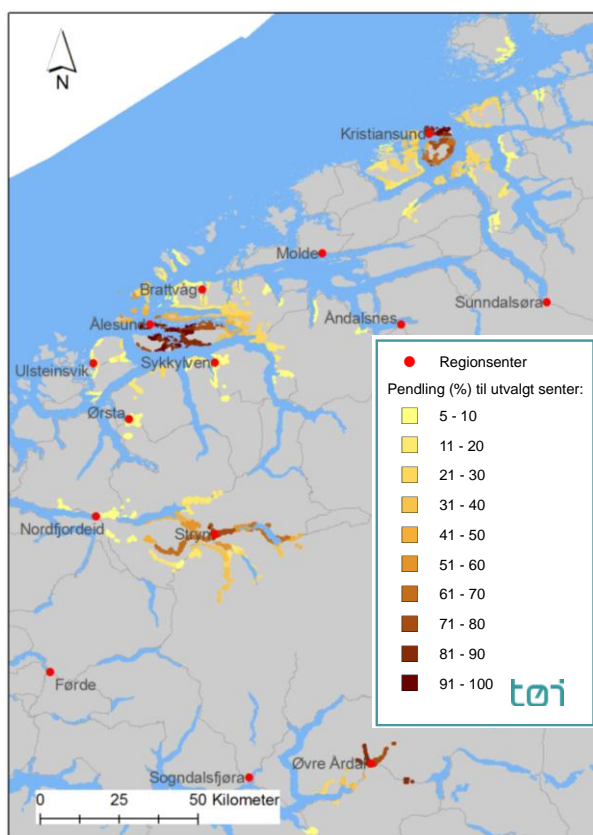 N
Kristiansund
Molde
Brattvåg
Sunndalsøra
Ålesund
Åndalsnes
Ulsteinsvik
Sykkylven
Ørsta
Nordfjordeid
Stryn
Førde
Øvre Årdal
Sogndalsfjøra
0 25 50 Kilometer
Regionsenter
Pendling (%) til utvalgt senter:
5 - 10
11 - 20
21 - 30
31 - 40
41 - 50
51 - 60
61 - 70
71 - 80
81 - 90
91 - 100
tøi